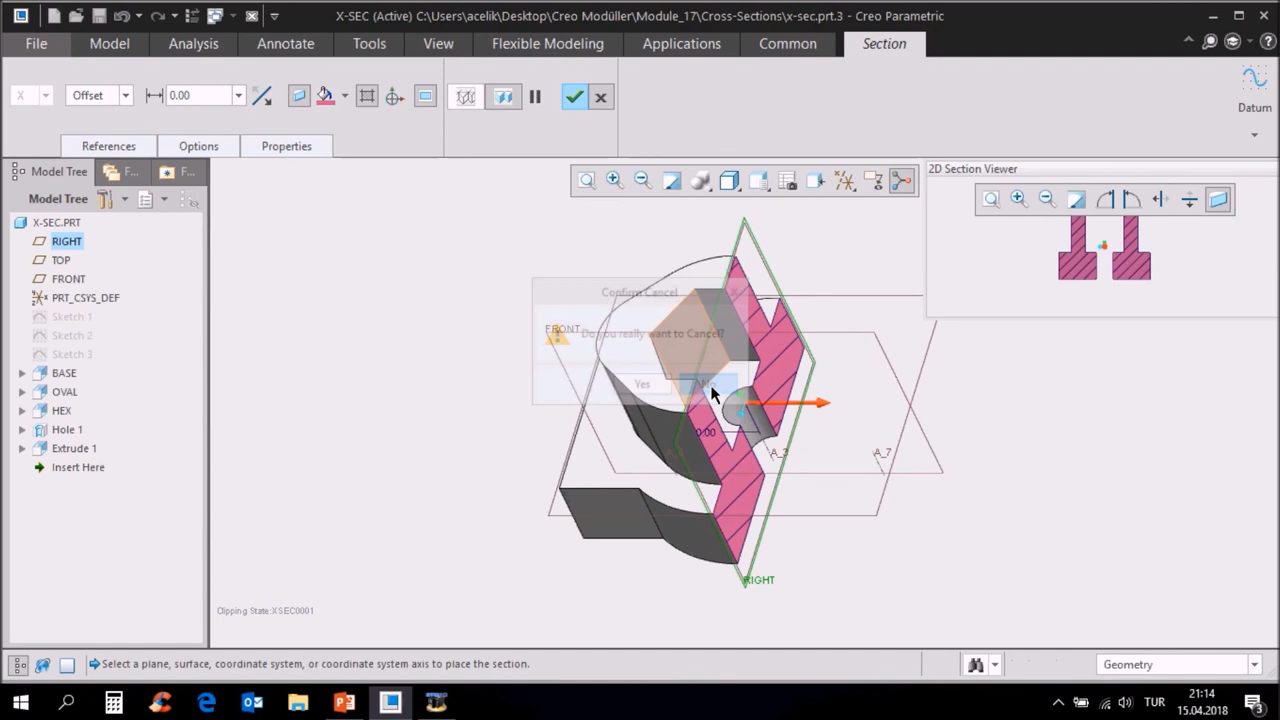 X-SEC (Active) C:\Users\acelik\Desktop\Creo Modüller\Module_17\Cross-Sections\x-sec.prt.3 - Creo Parametric
File Model Analysis Annotate Tools View Flexible Modeling Applications Common Section
X Offset 0.00
Datum
References Options Properties
Model Tree F... F...
Model Tree
X-SEC.PRT
RIGHT
TOP
FRONT
PRT_CSYS_DEF
Sketch 1
Sketch 2
Sketch 3
BASE
OVAL
HEX
Hole 1
Extrude 1
Insert Here
2D Section Viewer
Confirm Cancel
FRONT
Do you really want to Cancel?
Yes No
0.00
A_2
A_7
RIGHT
Clipping State:XSEC0001
Select a plane, surface, coordinate system, or coordinate system axis to place the section.
Geometry
TUR
21:14
15.04.2018
3